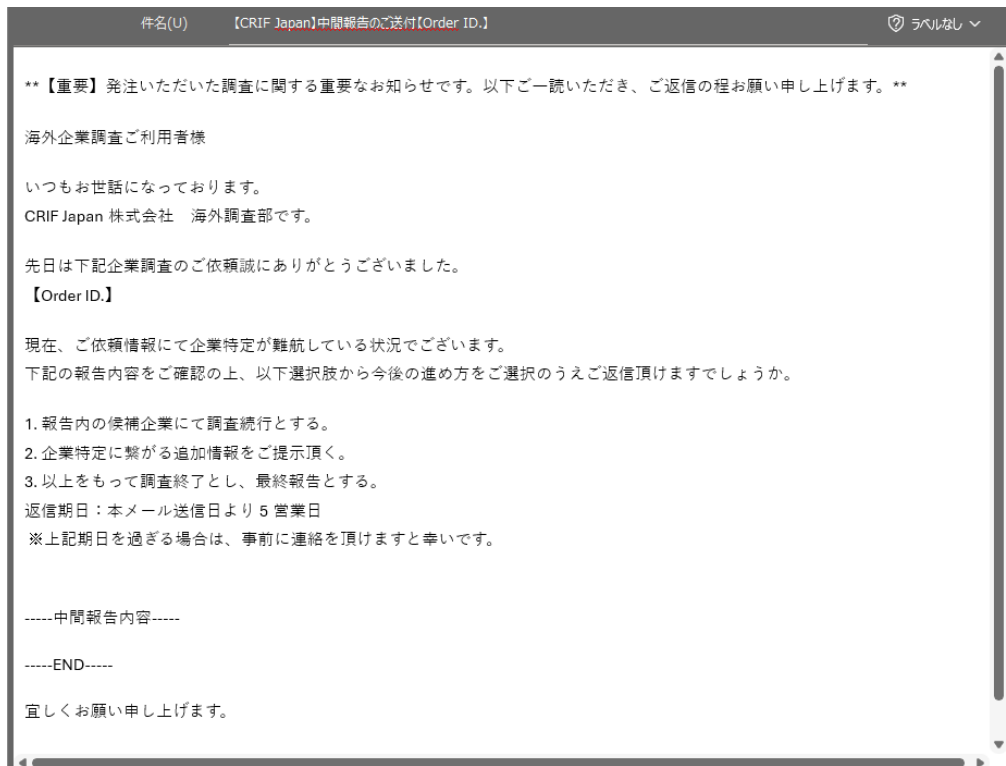 件名(U) 【CRIF Japan】中間報告のご送付【Order ID.】 ラベルなし
**【重要】発注いただいた調査に関する重要なお知らせです。以下ご一読いただき、ご返信の程お願い申し上げます。**
海外企業調査ご利用者様
いつもお世話になっております。
CRIF Japan 株式会社　海外調査部です。
先日は下記企業調査のご依頼誠にありがとうございました。
【Order ID.】
現在、ご依頼情報にて企業特定が難航している状況でございます。
下記の報告内容をご確認の上、以下選択肢から今後の進め方をご選択のうえご返信頂けますでしょうか。
1. 報告内の候補企業にて調査続行とする。
2. 企業特定に繋がる追加情報をご提示頂く。
3. 以上をもって調査終了とし、最終報告とする。
返信期日：本メール送信日より 5 営業日
※上記期日を過ぎる場合は、事前に連絡を頂けますと幸いです。
-----中間報告内容-----
-----END-----
宜しくお願い申し上げます。